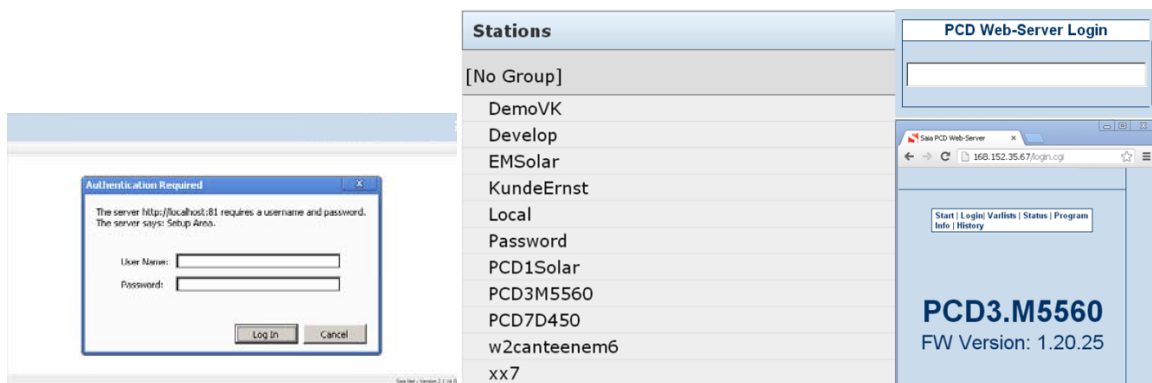 Authentication Required
The server http://localhost:81 requires a username and password.
The server says: Setup Area.
User Name:
Password:
Log In Cancel
Stations
[No Group]
DemoVK
Develop
EMSolar
KundeErnst
Local
Password
PCD1Solar
PCD3M5560
PCD7D450
w2canteenem6
xx7
PCD Web-Server Login
Saia PCD Web-Server
168.152.35.67/login.cgi
Start | Login| Varlists | Status | Program
Info | History
PCD3.M5560
FW Version: 1.20.25